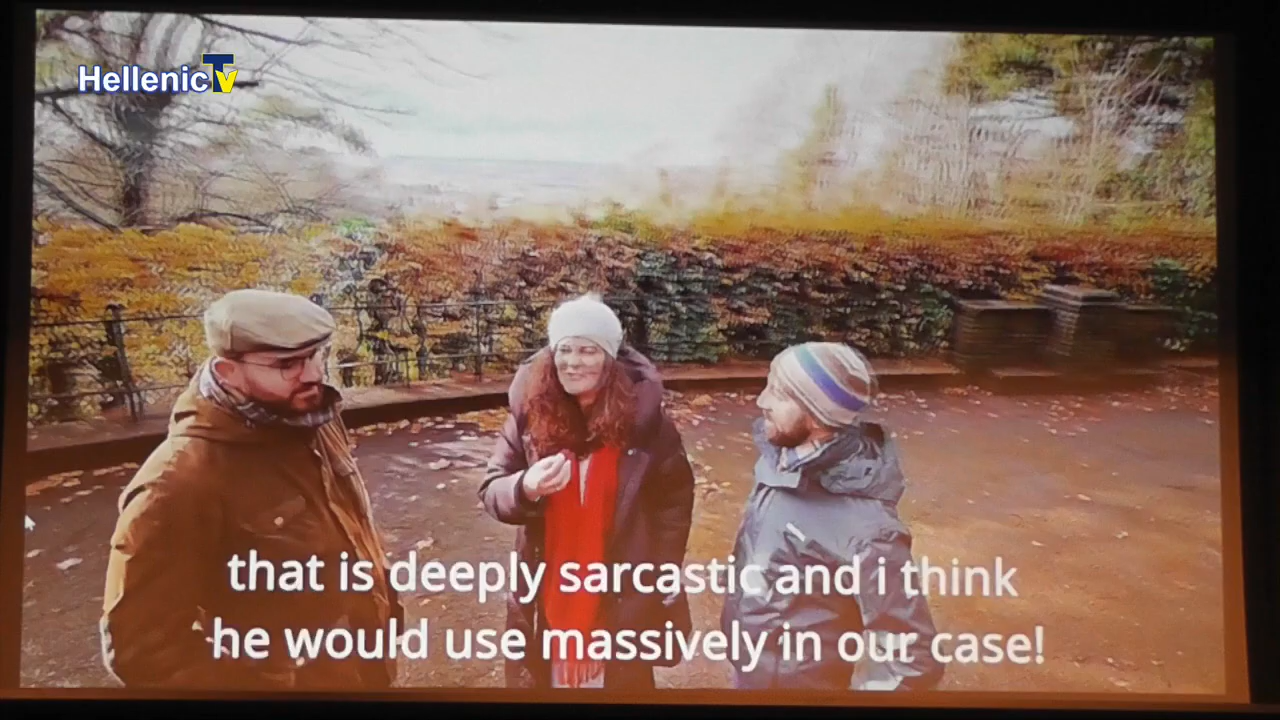 HellenicTv
that is deeply sarcastic and i think
he would use massively in our case!